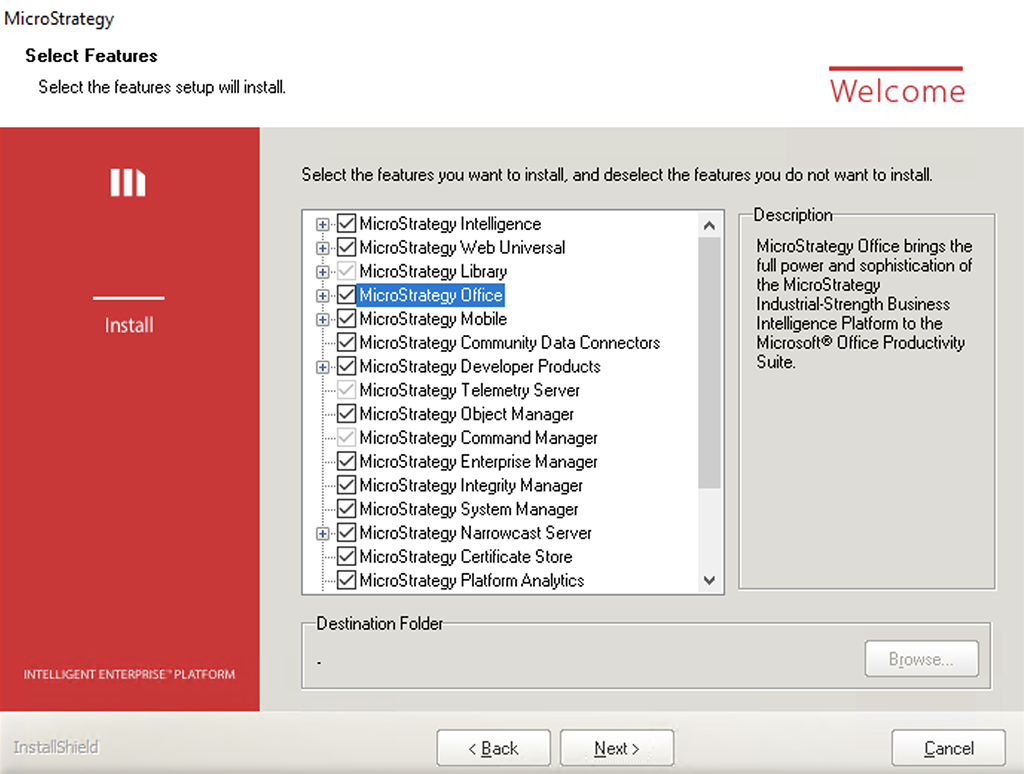 MicroStrategy
Select Features
Select the features setup will install.
Welcome
Install
INTELLIGENT ENTERPRISE™ PLATFORM
Select the features you want to install, and deselect the features you do not want to install.
MicroStrategy Intelligence
MicroStrategy Web Universal
MicroStrategy Library
MicroStrategy Office
MicroStrategy Mobile
MicroStrategy Community Data Connectors
MicroStrategy Developer Products
MicroStrategy Telemetry Server
MicroStrategy Object Manager
MicroStrategy Command Manager
MicroStrategy Enterprise Manager
MicroStrategy Integrity Manager
MicroStrategy System Manager
MicroStrategy Narrowcast Server
MicroStrategy Certificate Store
MicroStrategy Platform Analytics
Description
MicroStrategy Office brings the
full power and sophistication of
the MicroStrategy
Industrial-Strength Business
Intelligence Platform to the
Microsoft® Office Productivity
Suite.
Destination Folder
.
Browse...
InstallShield
< Back
Next >
Cancel